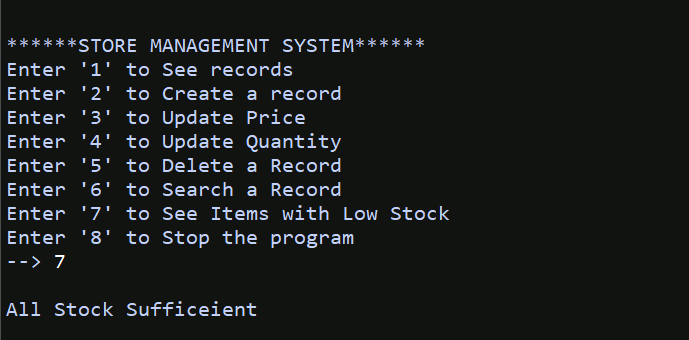 ******STORE MANAGEMENT SYSTEM******
Enter '1' to See records
Enter '2' to Create a record
Enter '3' to Update Price
Enter '4' to Update Quantity
Enter '5' to Delete a Record
Enter '6' to Search a Record
Enter '7' to See Items with Low Stock
Enter '8' to Stop the program
--> 7
All Stock Sufficeient